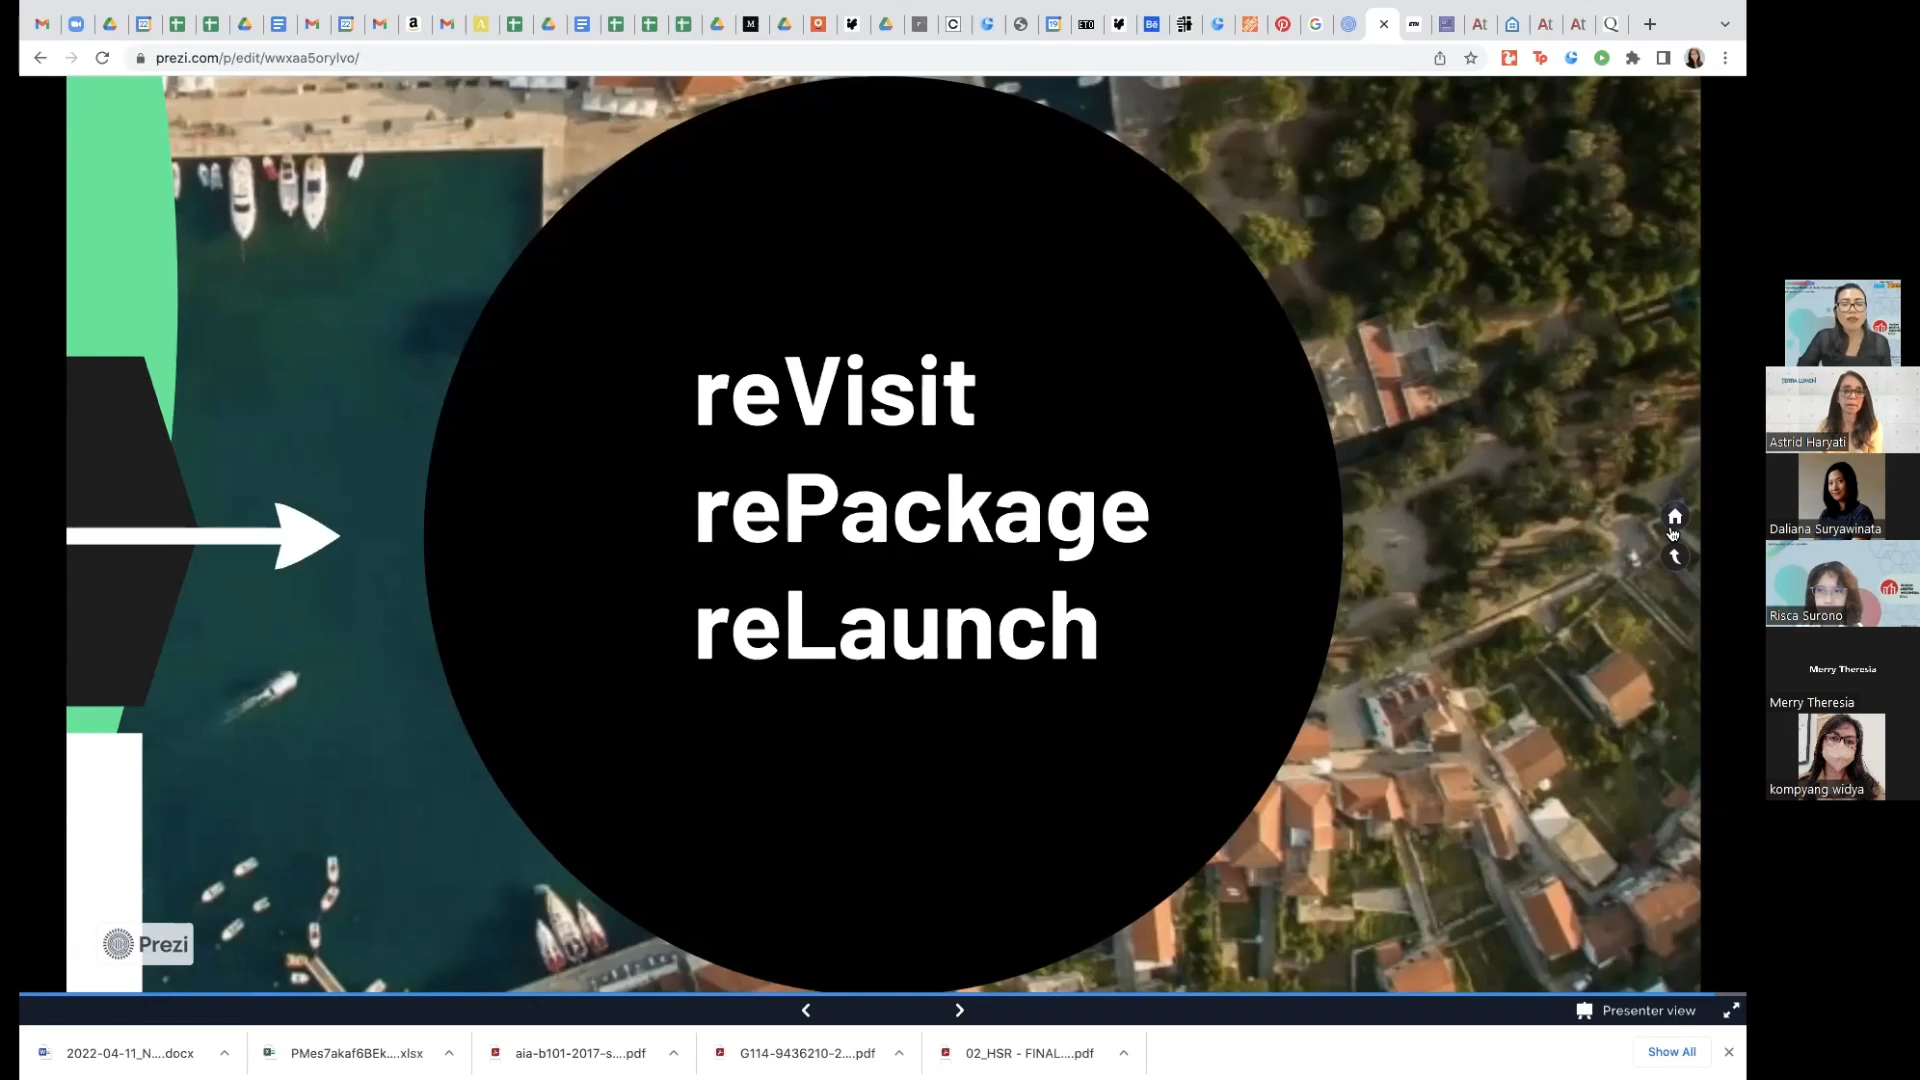 prezi.com/p/edit/wwxaa5orylvo/
reVisit
rePackage
reLaunch
Prezi
TERRA LUMEN
Astrid Haryati
Daliana Suryawinata
Risca Surono
Merry Theresia
Merry Theresia
kompyang widya
Presenter view
2022-04-11_N....docx
PMes7akaf6BEk....xlsx
aia-b101-2017-s....pdf
G114-9436210-2....pdf
02_HSR - FINAL....pdf
Show All